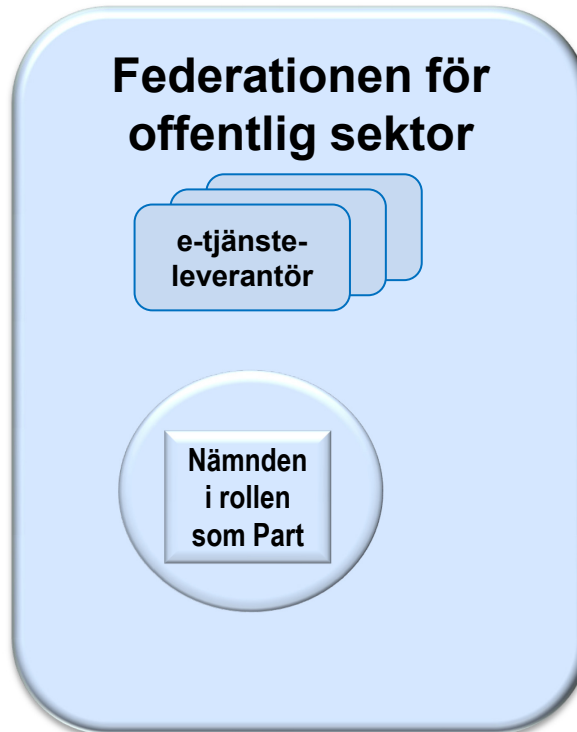 Federationen för
offentlig sektor
e-tjänste-
leverantör
Nämnden
i rollen
som Part